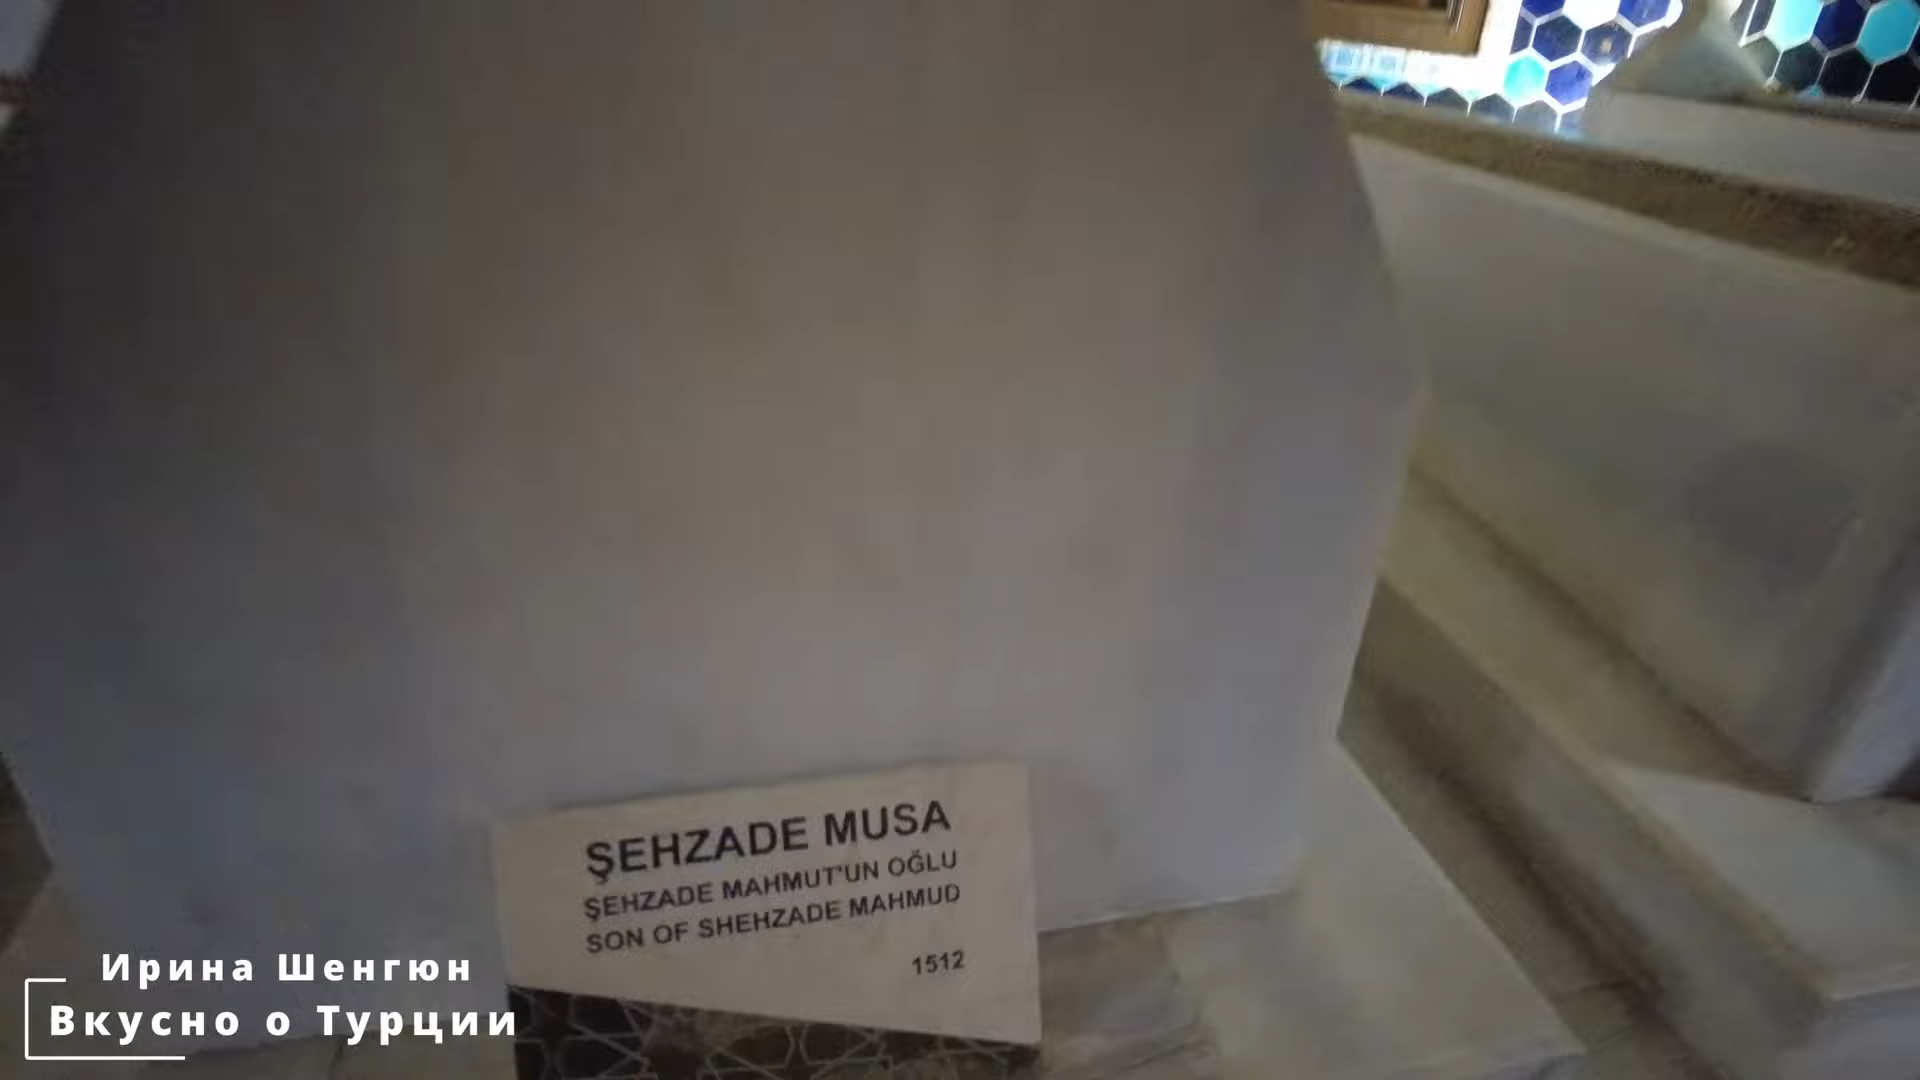 ŞEHZADE MUSA
ŞEHZADE MAHMUT'UN OĞLU
SON OF SHEHZADE MAHMUD
1512
Ирина Шенгюн
Вкусно о Турции